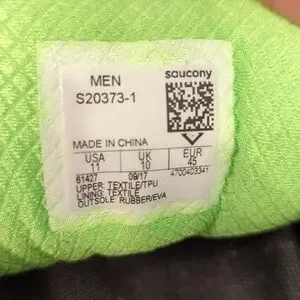 MEN
saucony
S20373-1
MADE IN CHINA
USA UK EUR
11 10 45
61427 09/17 4700403341
UPPER: TEXTILE/TPU
LINING: TEXTILE
OUTSOLE: RUBBER/EVA